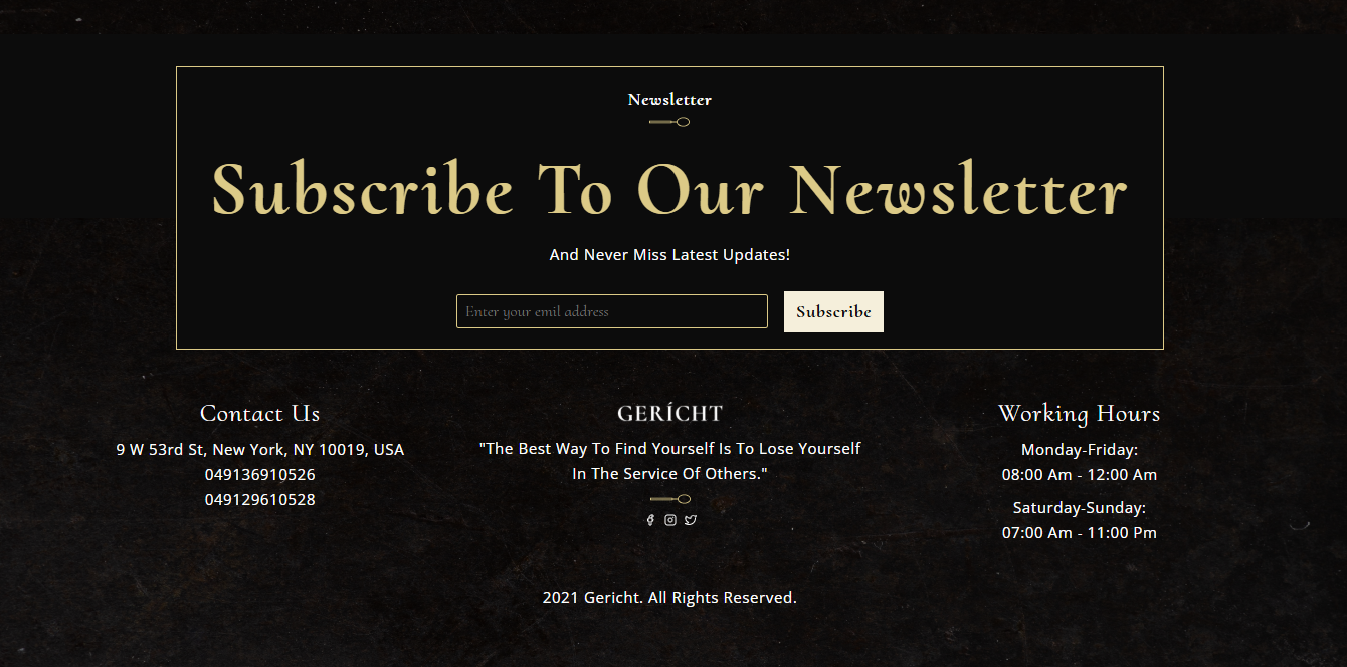 Newsletter
Subscribe To Our Newsletter
And Never Miss Latest Updates!
Enter your emil address
Subscribe
Contact Us
9 W 53rd St, New York, NY 10019, USA
049136910526
049129610528
GERÍCHT
"The Best Way To Find Yourself Is To Lose Yourself
In The Service Of Others."
Working Hours
Monday-Friday:
08:00 Am - 12:00 Am
Saturday-Sunday:
07:00 Am - 11:00 Pm
2021 Gericht. All Rights Reserved.